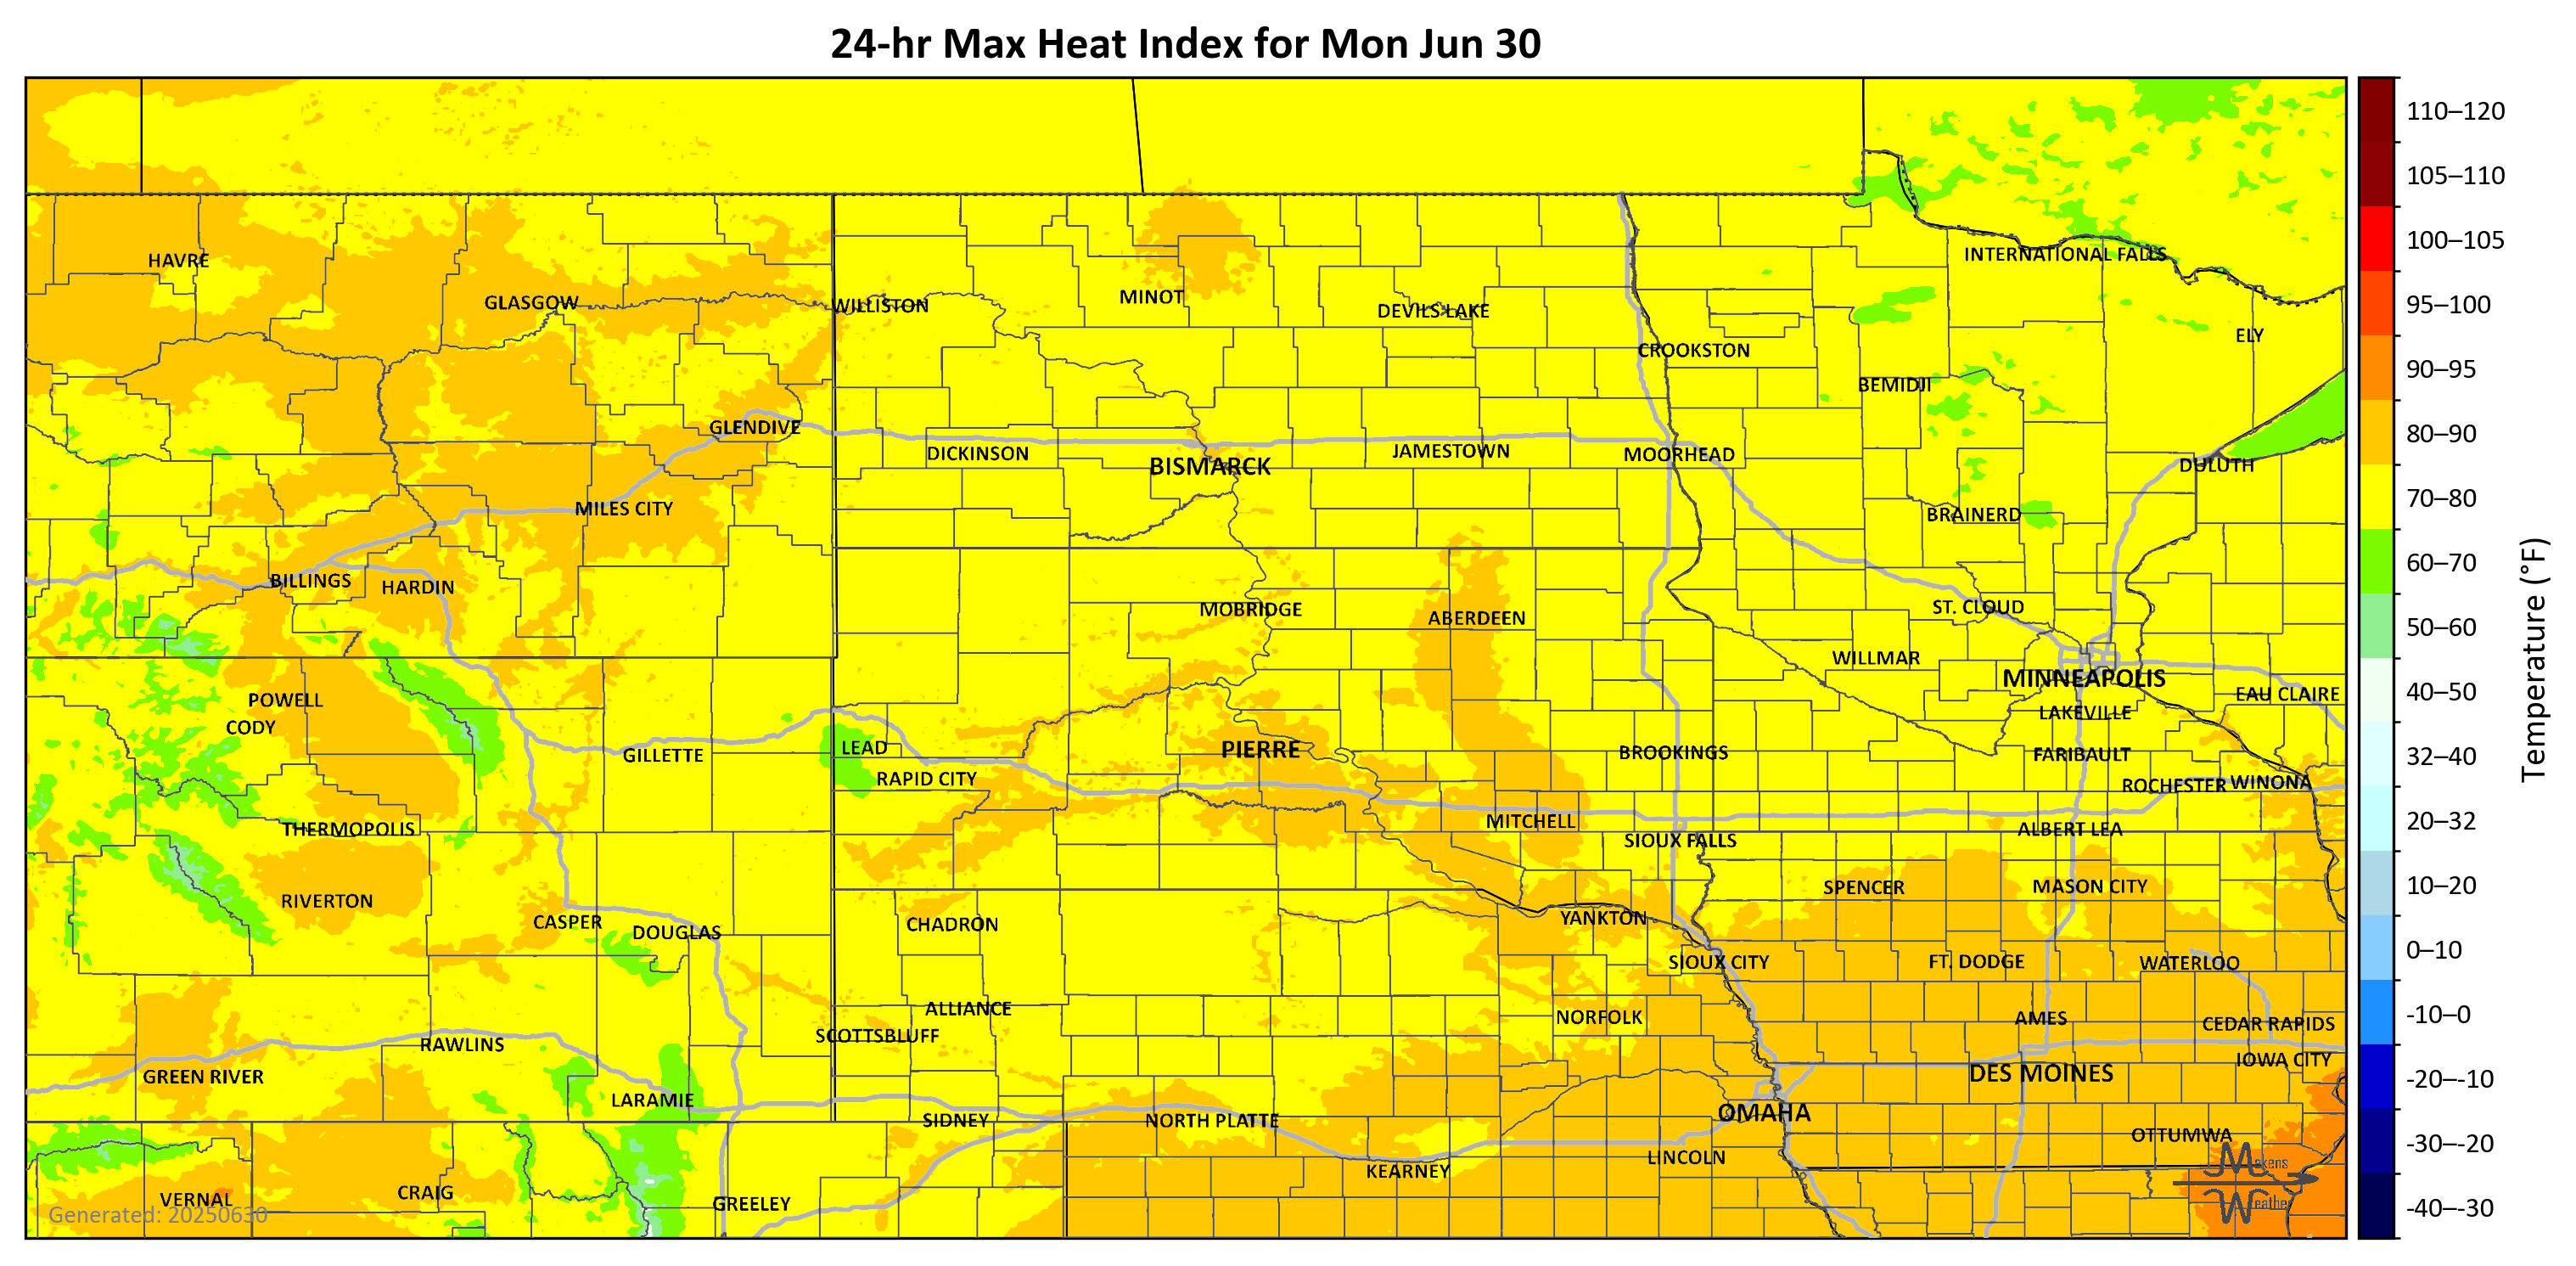 24-hr Max Heat Index for Mon Jun 30
110–120
105–110
100–105
95–100
90–95
80–90
70–80
60–70
50–60
40–50
32–40
20–32
10–20
0–10
-10–0
-20–-10
-30–-20
-40–-30
Temperature (°F)
HAVRE
INTERNATIONAL FALLS
GLASGOW
WILLISTON
MINOT
DEVILS LAKE
ELY
CROOKSTON
BEMIDJI
GLENDIVE
DICKINSON
BISMARCK
JAMESTOWN
MOORHEAD
DULUTH
MILES CITY
BRAINERD
BILLINGS
HARDIN
MOBRIDGE
ABERDEEN
ST. CLOUD
WILLMAR
MINNEAPOLIS
EAU CLAIRE
POWELL
CODY
LAKEVILLE
GILLETTE
LEAD
PIERRE
BROOKINGS
FARIBAULT
RAPID CITY
ROCHESTER
WINONA
THERMOPOLIS
MITCHELL
SIOUX FALLS
ALBERT LEA
RIVERTON
SPENCER
MASON CITY
CASPER
DOUGLAS
CHADRON
YANKTON
SIOUX CITY
FT. DODGE
WATERLOO
ALLIANCE
NORFOLK
AMES
CEDAR RAPIDS
SCOTTSBLUFF
RAWLINS
IOWA CITY
GREEN RIVER
DES MOINES
LARAMIE
SIDNEY
NORTH PLATTE
OMAHA
OTTUMWA
KEARNEY
LINCOLN
VERNAL
CRAIG
GREELEY
Generated: 20250630
Makens
Weather